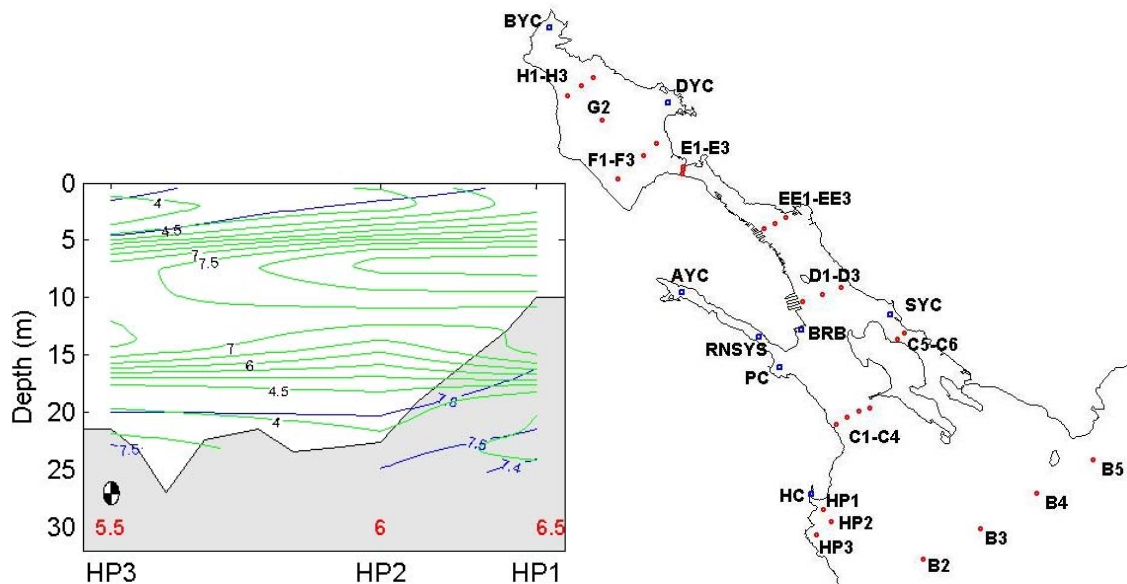 BYC
H1-H3
DYC
G2
E1-E3
F1-F3
EE1-EE3
AYC
D1-D3
SYC
RNSYS
BRB
C5-C6
PC
C1-C4
B5
HC
HP1
B4
HP2
B3
HP3
B2
Depth (m)
0
5
10
15
20
25
30
4
4.5
7
7.5
7
6
4.5
4
7.8
7.5
7.5
7.4
5.5
6
6.5
HP3
HP2
HP1